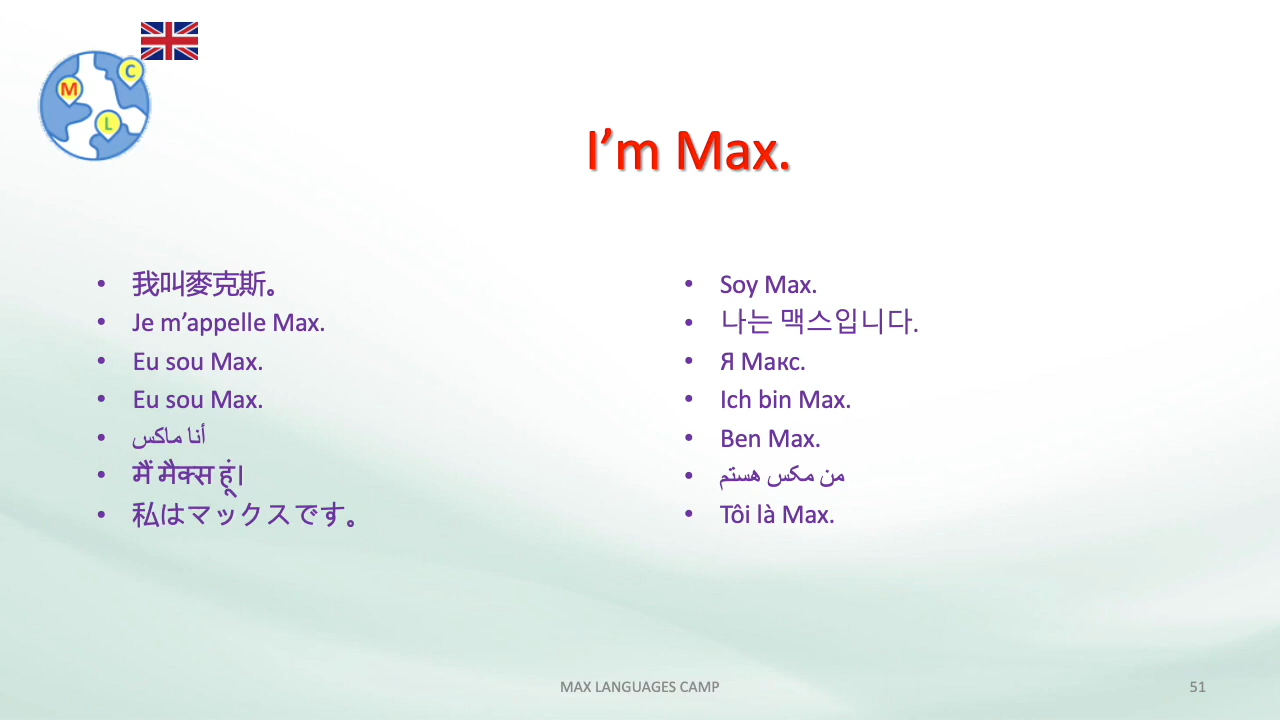 C
M
L
I’m Max.
• 我叫麥克斯。
• Je m’appelle Max.
• Eu sou Max.
• Eu sou Max.
• أنا ماكس
• मैं मैक्स हूं।
• 私はマックスです。
• Soy Max.
• 나는 맥스입니다.
• Я Макс.
• Ich bin Max.
• Ben Max.
• من مکس هستم
• Tôi là Max.
MAX LANGUAGES CAMP
51